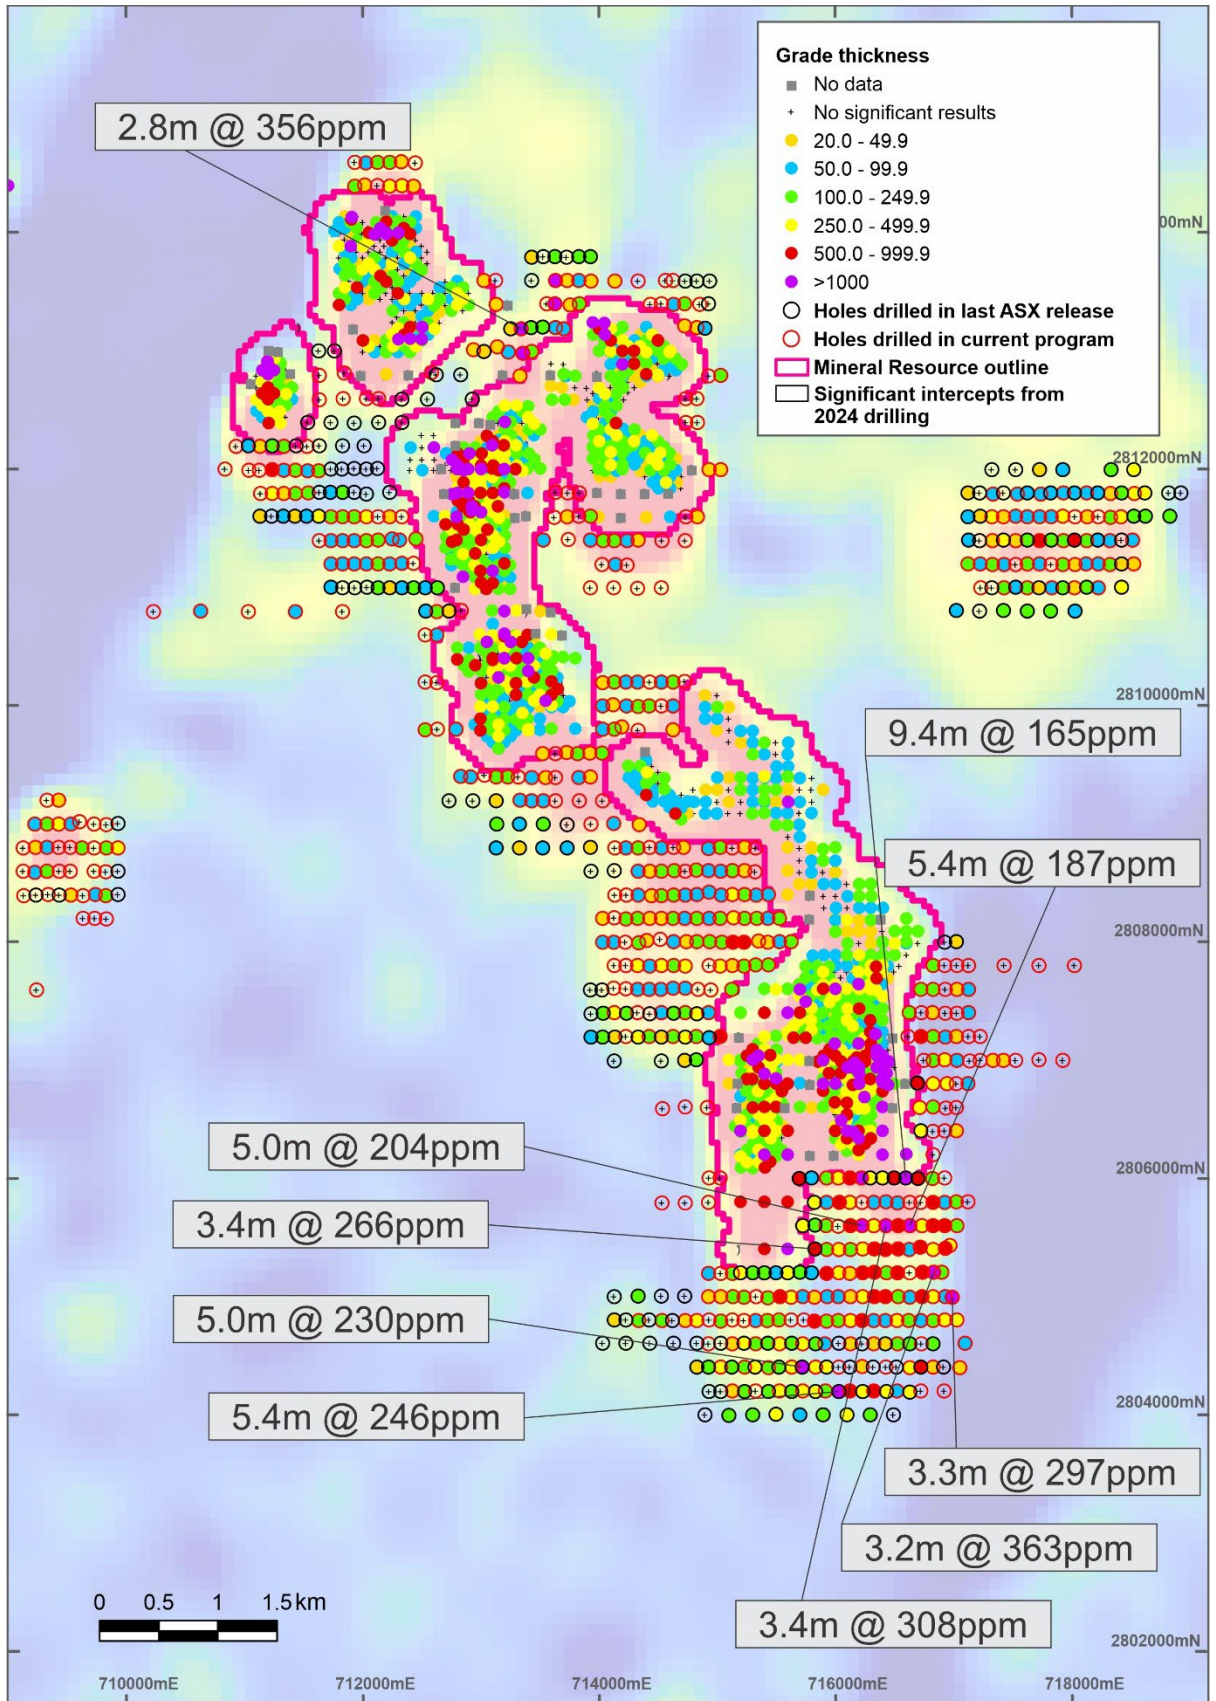 Grade thickness
No data
No significant results
20.0 - 49.9
50.0 - 99.9
100.0 - 249.9
250.0 - 499.9
500.0 - 999.9
>1000
Holes drilled in last ASX release
Holes drilled in current program
Mineral Resource outline
Significant intercepts from
2024 drilling
2.8m @ 356ppm
00mN
2812000mN
2810000mN
9.4m @ 165ppm
5.4m @ 187ppm
2808000mN
5.0m @ 204ppm
2806000mN
3.4m @ 266ppm
5.0m @ 230ppm
5.4m @ 246ppm
2804000mN
3.3m @ 297ppm
3.2m @ 363ppm
3.4m @ 308ppm
0 0.5 1 1.5 km
2802000mN
710000mE 712000mE 714000mE 716000mE 718000mE